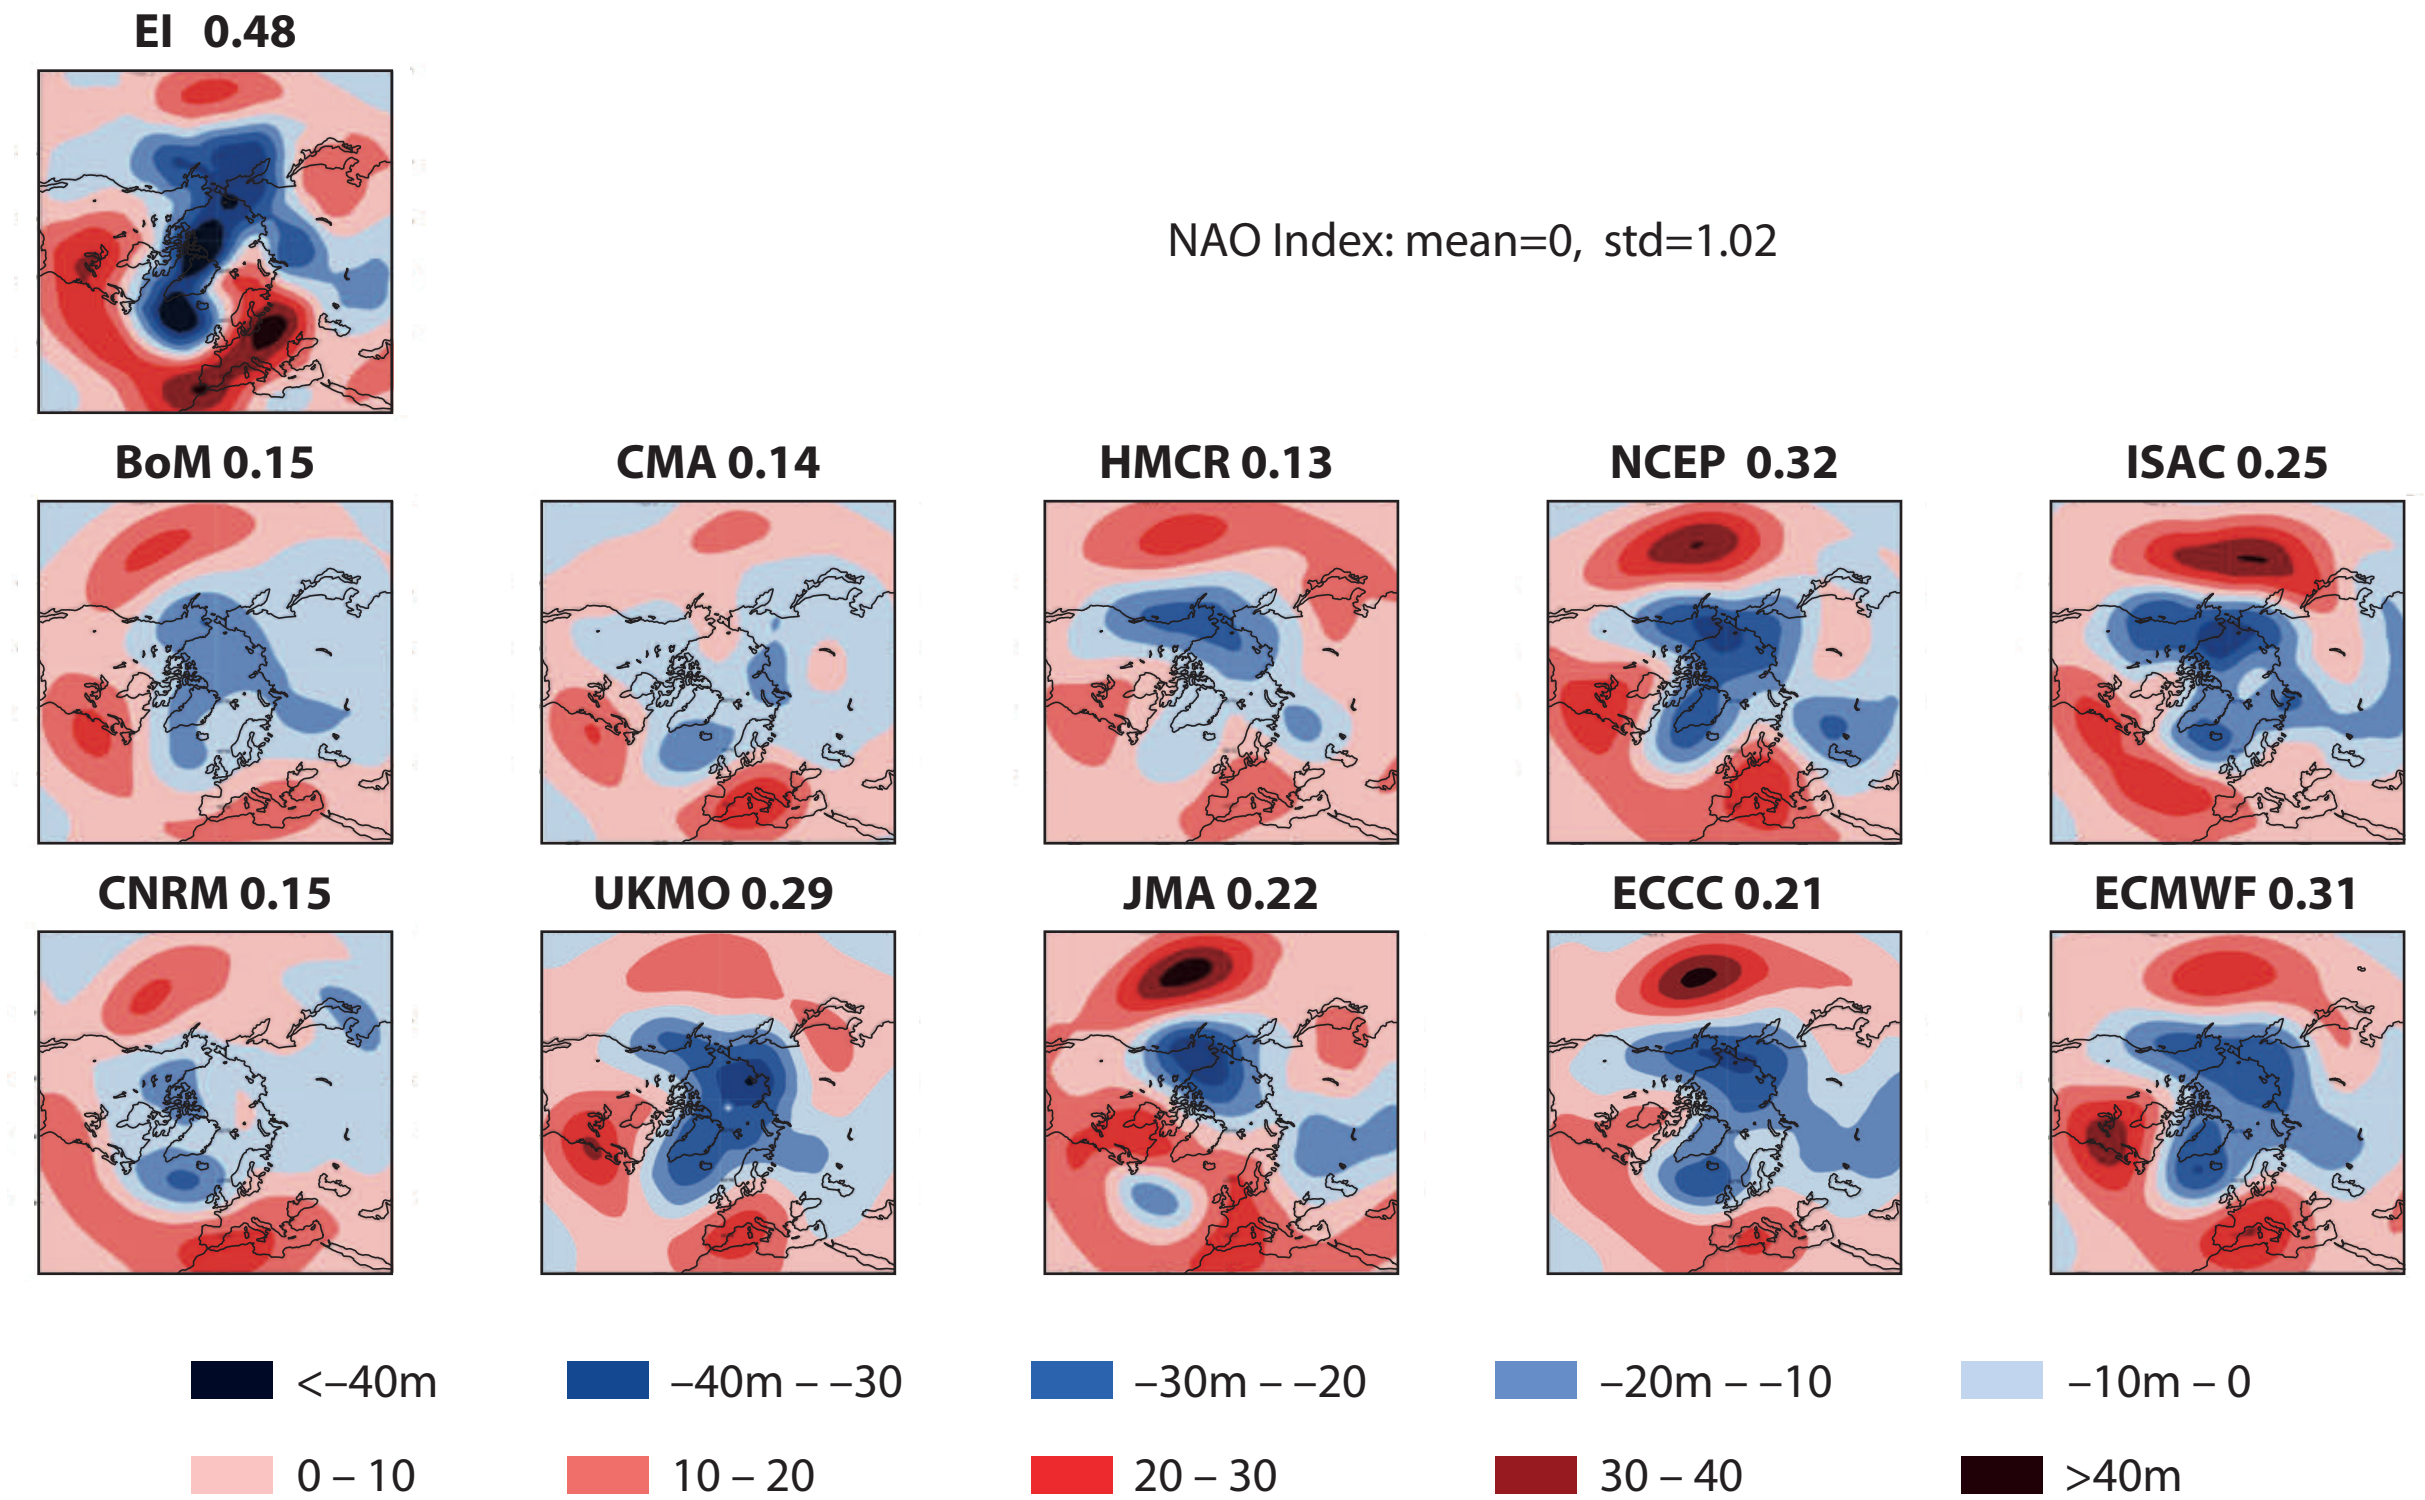 EI 0.48
NAO Index: mean=0, std=1.02
BoM 0.15
CMA 0.14
HMCR 0.13
NCEP 0.32
ISAC 0.25
CNRM 0.15
UKMO 0.29
JMA 0.22
ECCC 0.21
ECMWF 0.31
<–40m
–40m – –30
–30m – –20
–20m – –10
–10m – 0
0 – 10
10 – 20
20 – 30
30 – 40
>40m